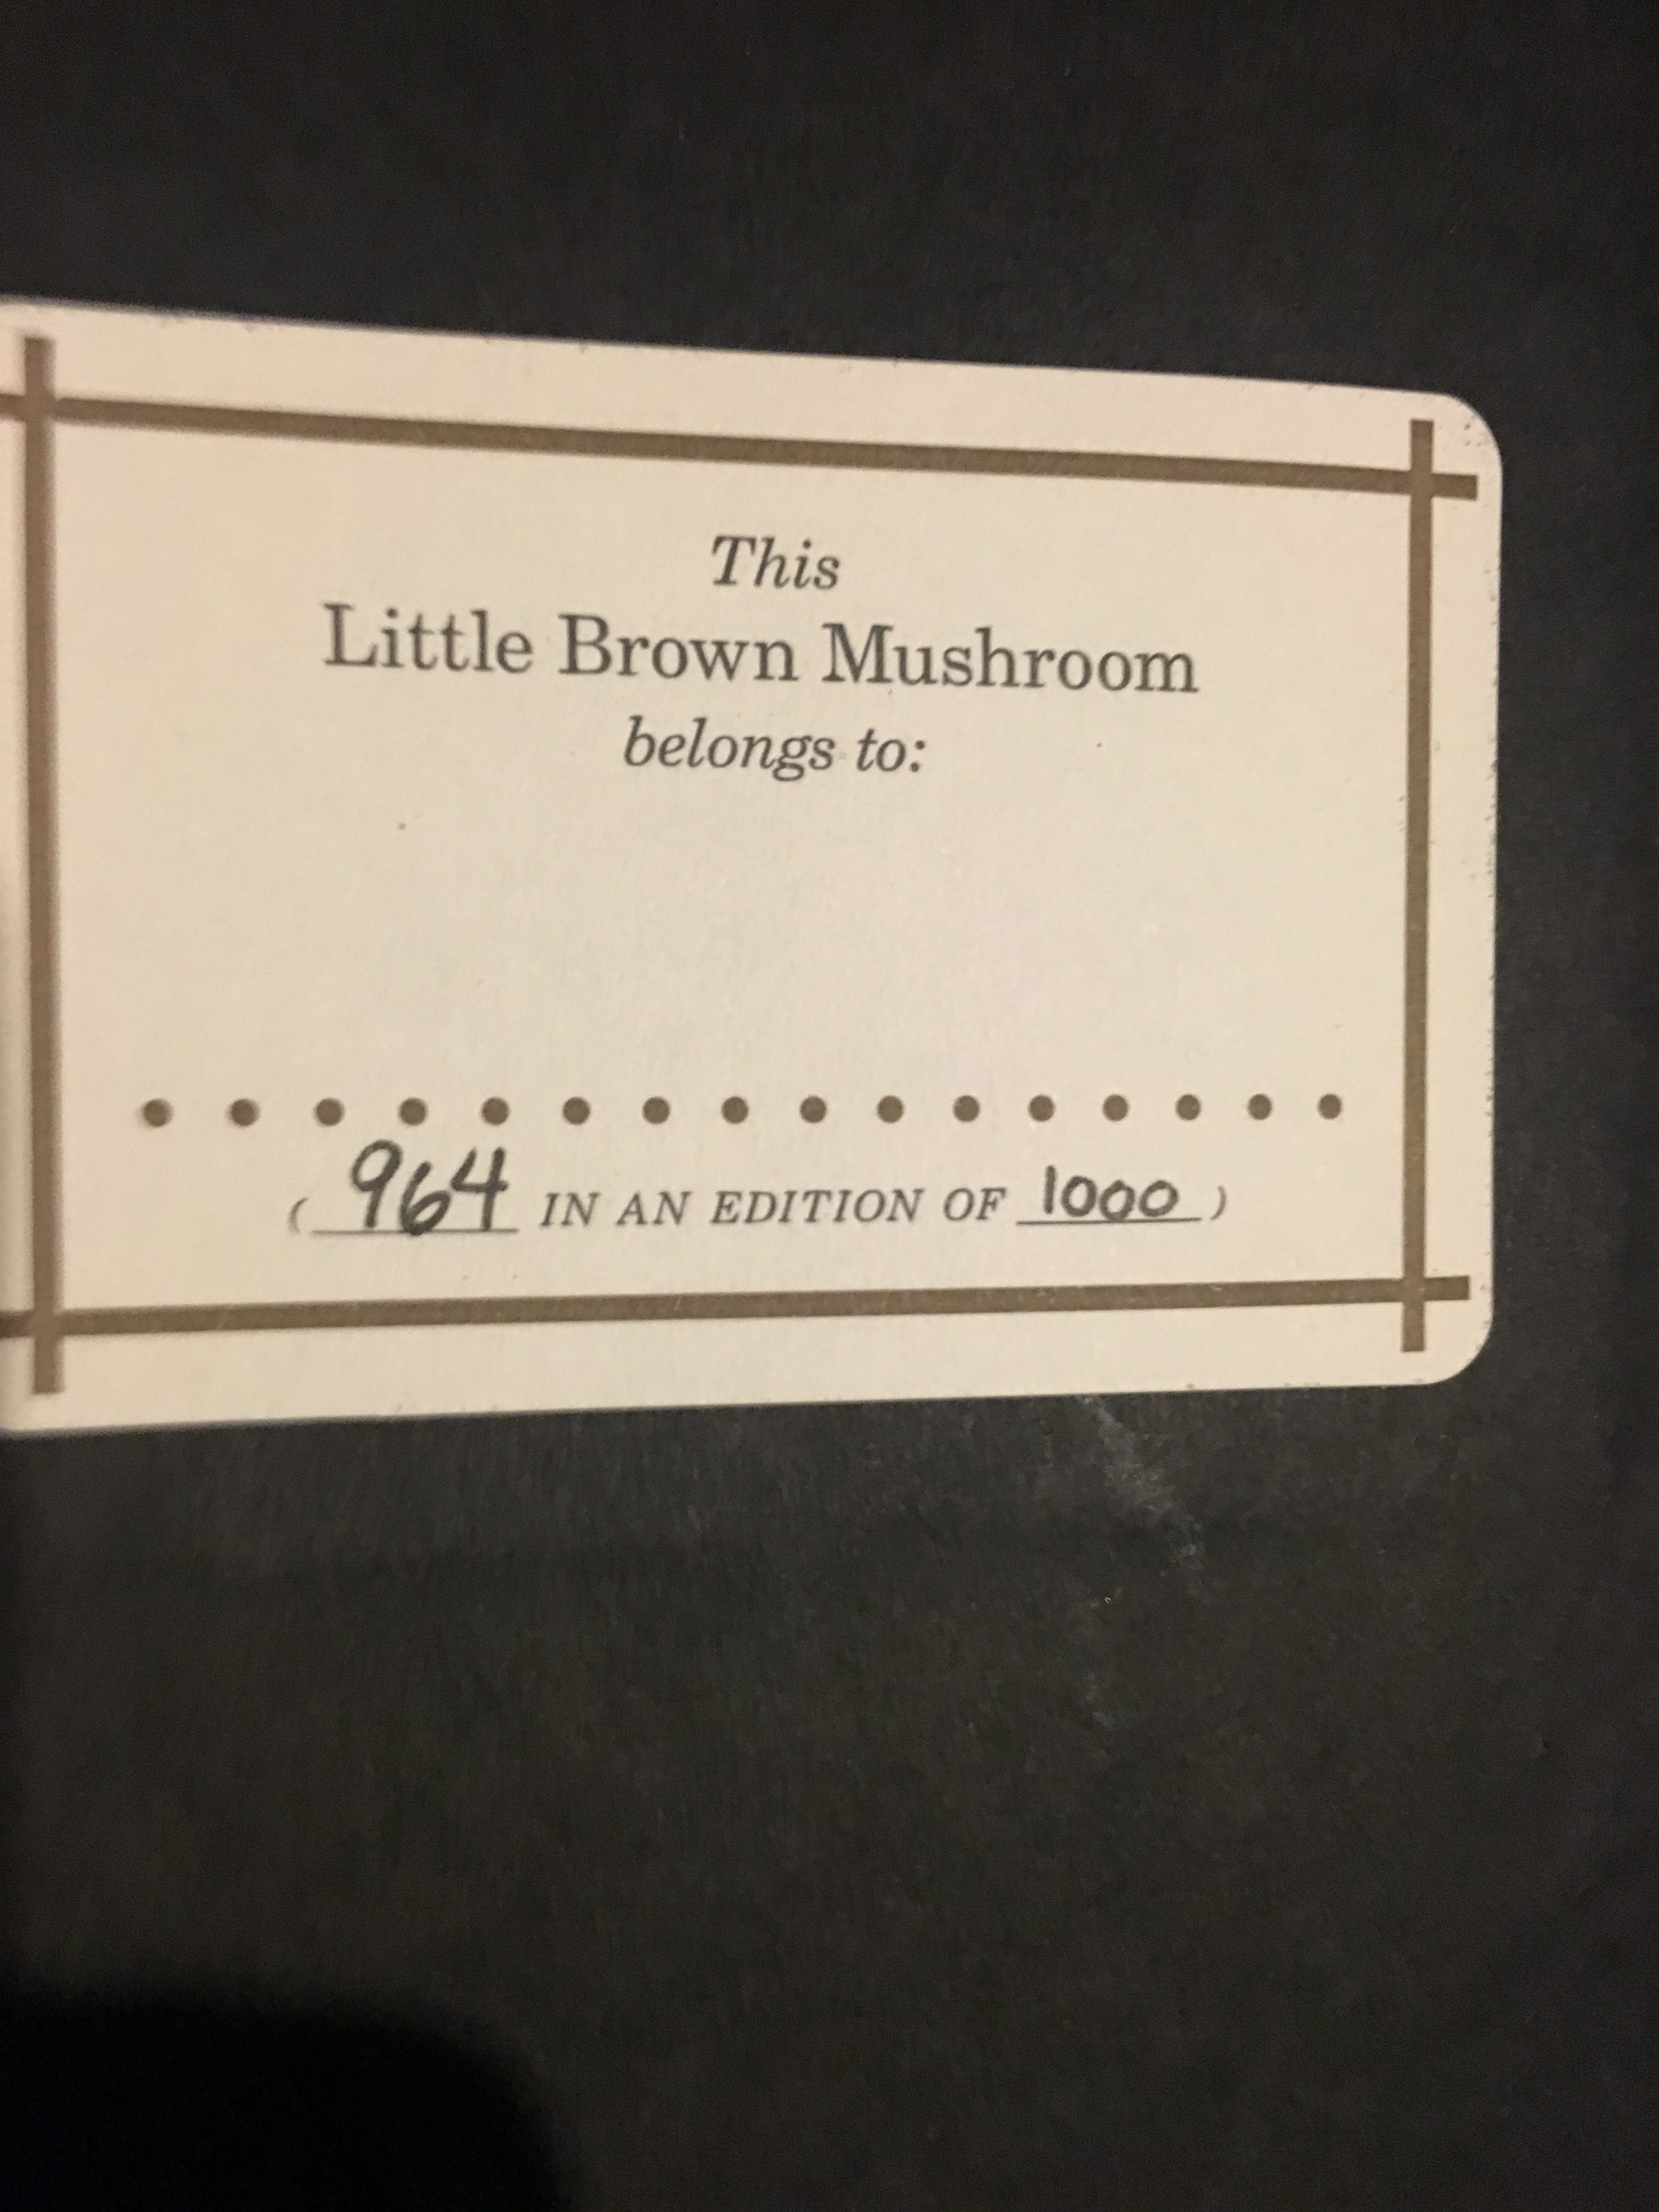 This
Little Brown Mushroom
belongs to:
( 964 IN AN EDITION OF 1000 )